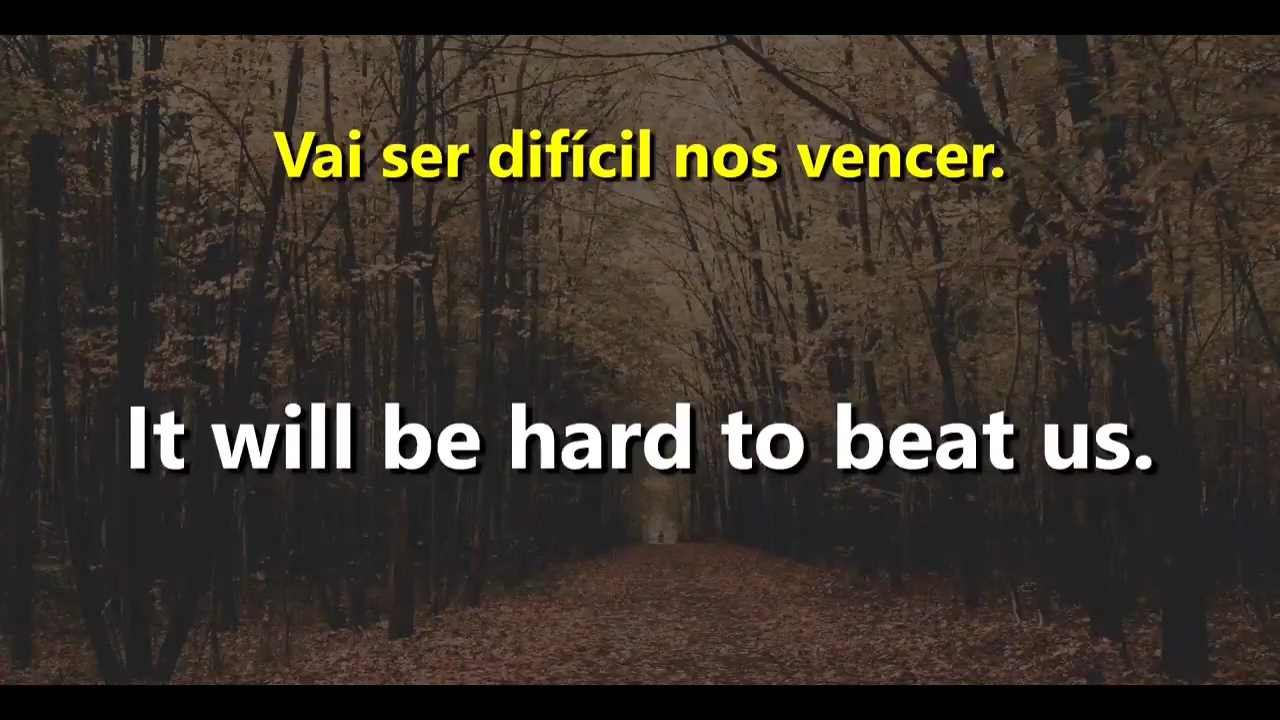 Vai ser difícil nos vencer.
It will be hard to beat us.